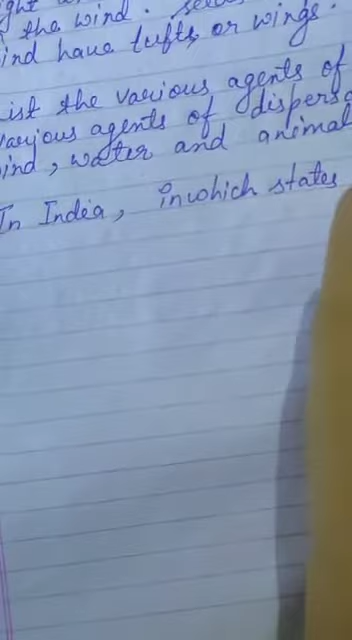 the wind.
ind have tufts or wings.
ist the various agents of
various agents of dispersa
ind, water and animal
In India, in which states